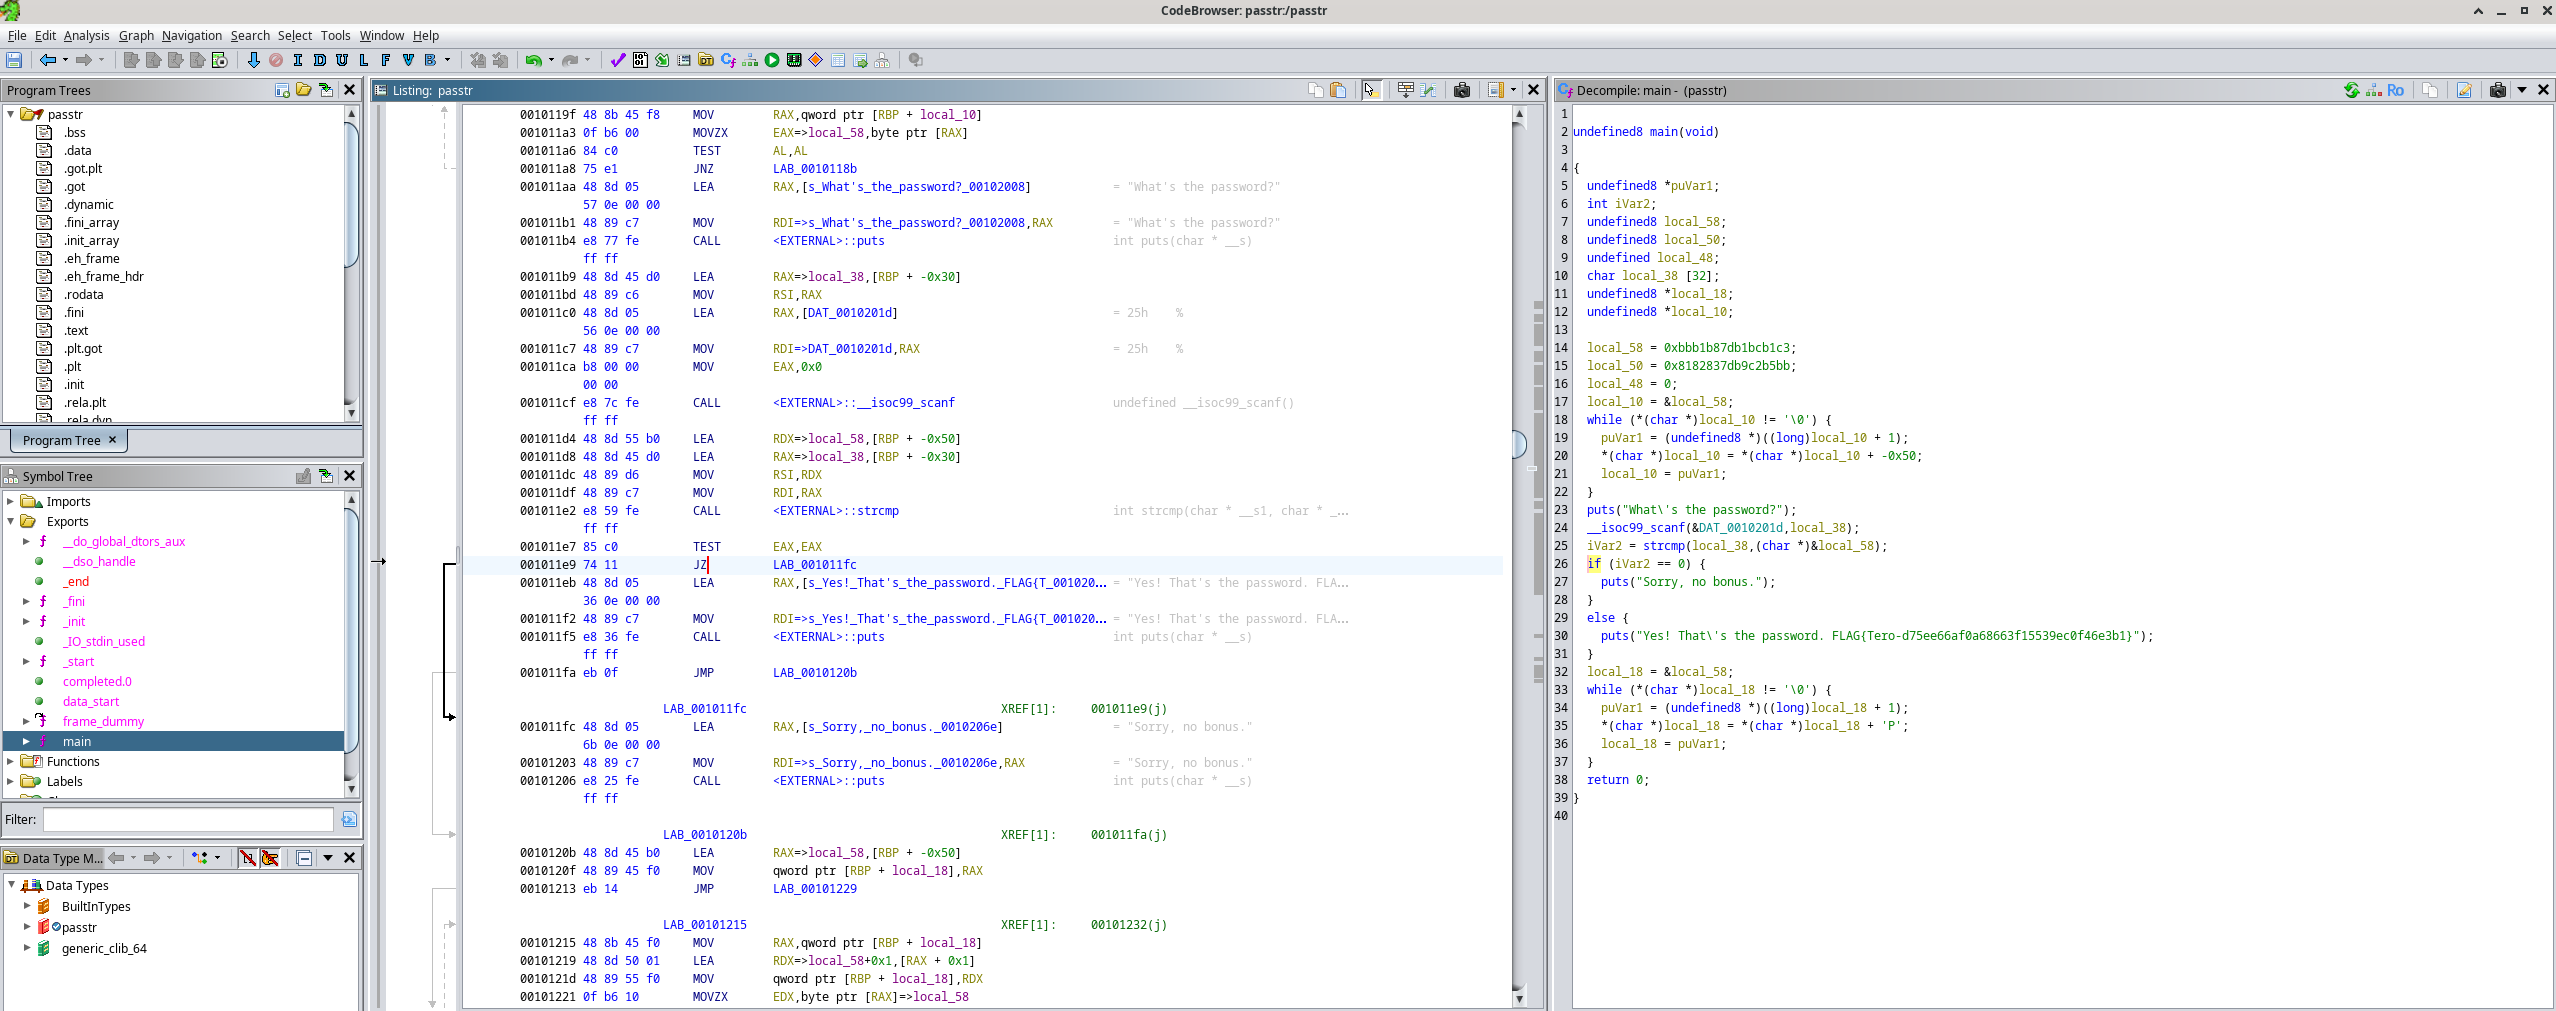 CodeBrowser: passtr:/passtr
File Edit Analysis Graph Navigation Search Select Tools Window Help
I D U L F V B
Program Trees
passtr
.bss
.data
.got.plt
.got
.dynamic
.fini_array
.init_array
.eh_frame
.eh_frame_hdr
.rodata
.fini
.text
.plt.got
.plt
.init
.rela.plt
.rela.dyn
Program Tree
Symbol Tree
Imports
Exports
__do_global_dtors_aux
__dso_handle
_end
_fini
_init
_IO_stdin_used
_start
completed.0
data_start
frame_dummy
main
Functions
Labels
Filter:
Data Type M...
Data Types
BuiltInTypes
passtr
generic_clib_64
Listing: passtr
0010119f 48 8b 45 f8 MOV RAX,qword ptr [RBP + local_10]
001011a3 0f b6 00 MOVZX EAX=>local_58,byte ptr [RAX]
001011a6 84 c0 TEST AL,AL
001011a8 75 e1 JNZ LAB_0010118b
001011aa 48 8d 05 LEA RAX,[s_What's_the_password?_00102008] = "What's the password?"
57 0e 00 00
001011b1 48 89 c7 MOV RDI=>s_What's_the_password?_00102008,RAX = "What's the password?"
001011b4 e8 77 fe CALL <EXTERNAL>::puts int puts(char * __s)
ff ff
001011b9 48 8d 45 d0 LEA RAX=>local_38,[RBP + -0x30]
001011bd 48 89 c6 MOV RSI,RAX
001011c0 48 8d 05 LEA RAX,[DAT_0010201d] = 25h %
56 0e 00 00
001011c7 48 89 c7 MOV RDI=>DAT_0010201d,RAX = 25h %
001011ca b8 00 00 MOV EAX,0x0
00 00
001011cf e8 7c fe CALL <EXTERNAL>::__isoc99_scanf undefined __isoc99_scanf()
ff ff
001011d4 48 8d 55 b0 LEA RDX=>local_58,[RBP + -0x50]
001011d8 48 8d 45 d0 LEA RAX=>local_38,[RBP + -0x30]
001011dc 48 89 d6 MOV RSI,RDX
001011df 48 89 c7 MOV RDI,RAX
001011e2 e8 59 fe CALL <EXTERNAL>::strcmp int strcmp(char * __s1, char * _...
ff ff
001011e7 85 c0 TEST EAX,EAX
001011e9 74 11 JZ LAB_001011fc
001011eb 48 8d 05 LEA RAX,[s_Yes!_That's_the_password._FLAG{T_001020... = "Yes! That's the password. FLA...
36 0e 00 00
001011f2 48 89 c7 MOV RDI=>s_Yes!_That's_the_password._FLAG{T_001020... = "Yes! That's the password. FLA...
001011f5 e8 36 fe CALL <EXTERNAL>::puts int puts(char * __s)
ff ff
001011fa eb 0f JMP LAB_0010120b
LAB_001011fc XREF[1]: 001011e9(j)
001011fc 48 8d 05 LEA RAX,[s_Sorry,_no_bonus._0010206e] = "Sorry, no bonus."
6b 0e 00 00
00101203 48 89 c7 MOV RDI=>s_Sorry,_no_bonus._0010206e,RAX = "Sorry, no bonus."
00101206 e8 25 fe CALL <EXTERNAL>::puts int puts(char * __s)
ff ff
LAB_0010120b XREF[1]: 001011fa(j)
0010120b 48 8d 45 b0 LEA RAX=>local_58,[RBP + -0x50]
0010120f 48 89 45 f0 MOV qword ptr [RBP + local_18],RAX
00101213 eb 14 JMP LAB_00101229
LAB_00101215 XREF[1]: 00101232(j)
00101215 48 8b 45 f0 MOV RAX,qword ptr [RBP + local_18]
00101219 48 8d 50 01 LEA RDX=>local_58+0x1,[RAX + 0x1]
0010121d 48 89 55 f0 MOV qword ptr [RBP + local_18],RDX
00101221 0f b6 10 MOVZX EDX,byte ptr [RAX]=>local_58
Decompile: main - (passtr)
Ro
1
2 undefined8 main(void)
3
4 {
5 undefined8 *puVar1;
6 int iVar2;
7 undefined8 local_58;
8 undefined8 local_50;
9 undefined local_48;
10 char local_38 [32];
11 undefined8 *local_18;
12 undefined8 *local_10;
13
14 local_58 = 0xbbb1b87db1bcb1c3;
15 local_50 = 0x8182837db9c2b5bb;
16 local_48 = 0;
17 local_10 = &local_58;
18 while (*(char *)local_10 != '\0') {
19 puVar1 = (undefined8 *)((long)local_10 + 1);
20 *(char *)local_10 = *(char *)local_10 + -0x50;
21 local_10 = puVar1;
22 }
23 puts("What\'s the password?");
24 __isoc99_scanf(&DAT_0010201d,local_38);
25 iVar2 = strcmp(local_38,(char *)&local_58);
26 if (iVar2 == 0) {
27 puts("Sorry, no bonus.");
28 }
29 else {
30 puts("Yes! That\'s the password. FLAG{Tero-d75ee66af0a68663f15539ec0f46e3b1}");
31 }
32 local_18 = &local_58;
33 while (*(char *)local_18 != '\0') {
34 puVar1 = (undefined8 *)((long)local_18 + 1);
35 *(char *)local_18 = *(char *)local_18 + 'P';
36 local_18 = puVar1;
37 }
38 return 0;
39 }
40